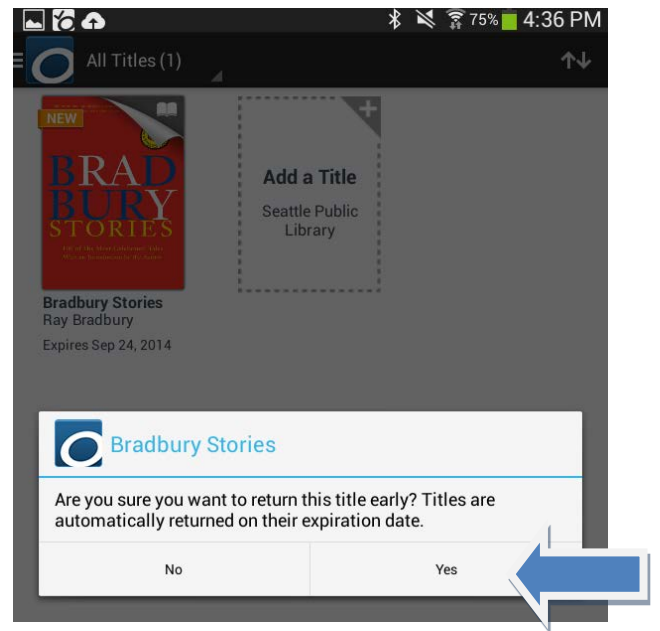 75% 4:36 PM
All Titles (1)
NEW
BRAD
BURY
STORIES
Add a Title
Seattle Public
Library
Bradbury Stories
Ray Bradbury
Expires Sep 24, 2014
Bradbury Stories
Are you sure you want to return this title early? Titles are
automatically returned on their expiration date.
No Yes